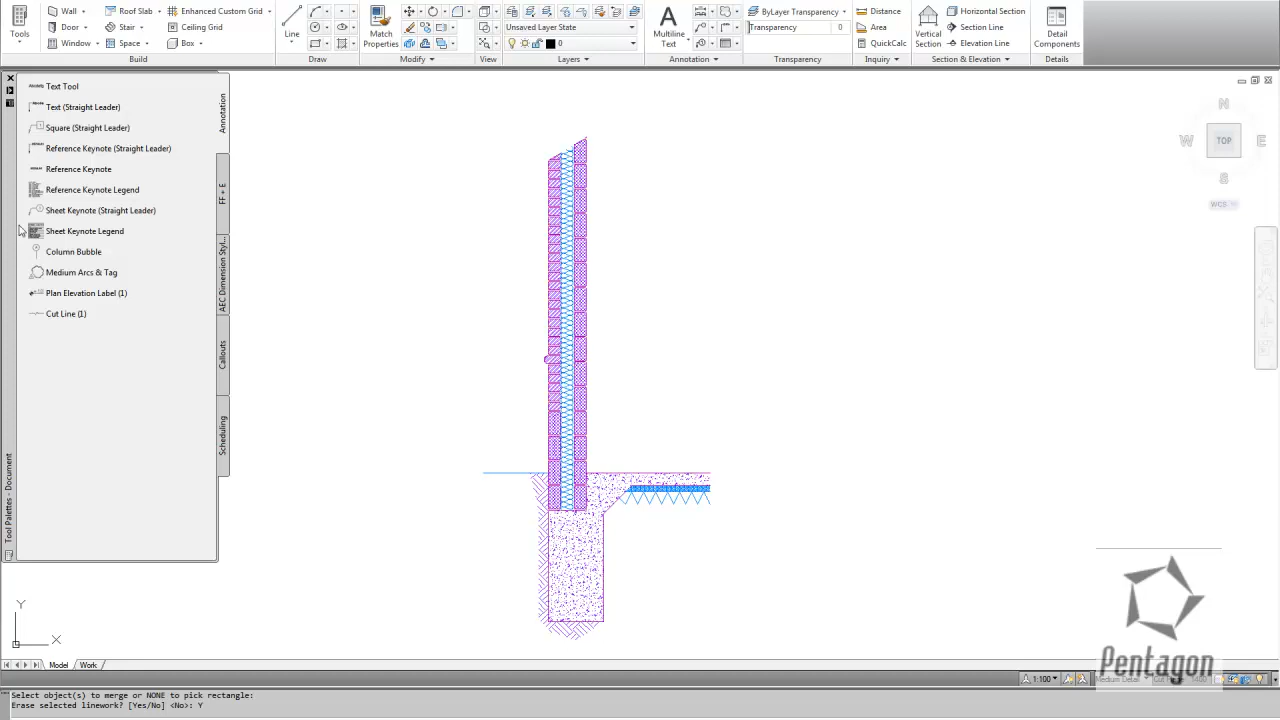 Tools
Wall
Door
Window
Roof Slab
Stair
Space
Enhanced Custom Grid
Ceiling Grid
Box
Build
Line
Draw
Match
Properties
Modify
View
Unsaved Layer State
0
Layers
Multiline
Text
Annotation
ByLayer Transparency
Transparency 0
Transparency
Distance
Area
QuickCalc
Inquiry
Vertical
Section
Horizontal Section
Section Line
Elevation Line
Section & Elevation
Detail
Components
Details
Text Tool
Text (Straight Leader)
Square (Straight Leader)
Reference Keynote (Straight Leader)
Reference Keynote
Reference Keynote Legend
Sheet Keynote (Straight Leader)
Sheet Keynote Legend
Column Bubble
Medium Arcs & Tag
Plan Elevation Label (1)
Cut Line (1)
Annotation
FF + E
AEC Dimension Styl...
Callouts
Scheduling
Tool Palettes - Document
N
W
TOP
E
S
WCS
Y
X
Pentagon
Model
Work
1:100
Medium Detail
Select object(s) to merge or NONE to pick rectangle:
Erase selected linework? [Yes/No] <No>: Y